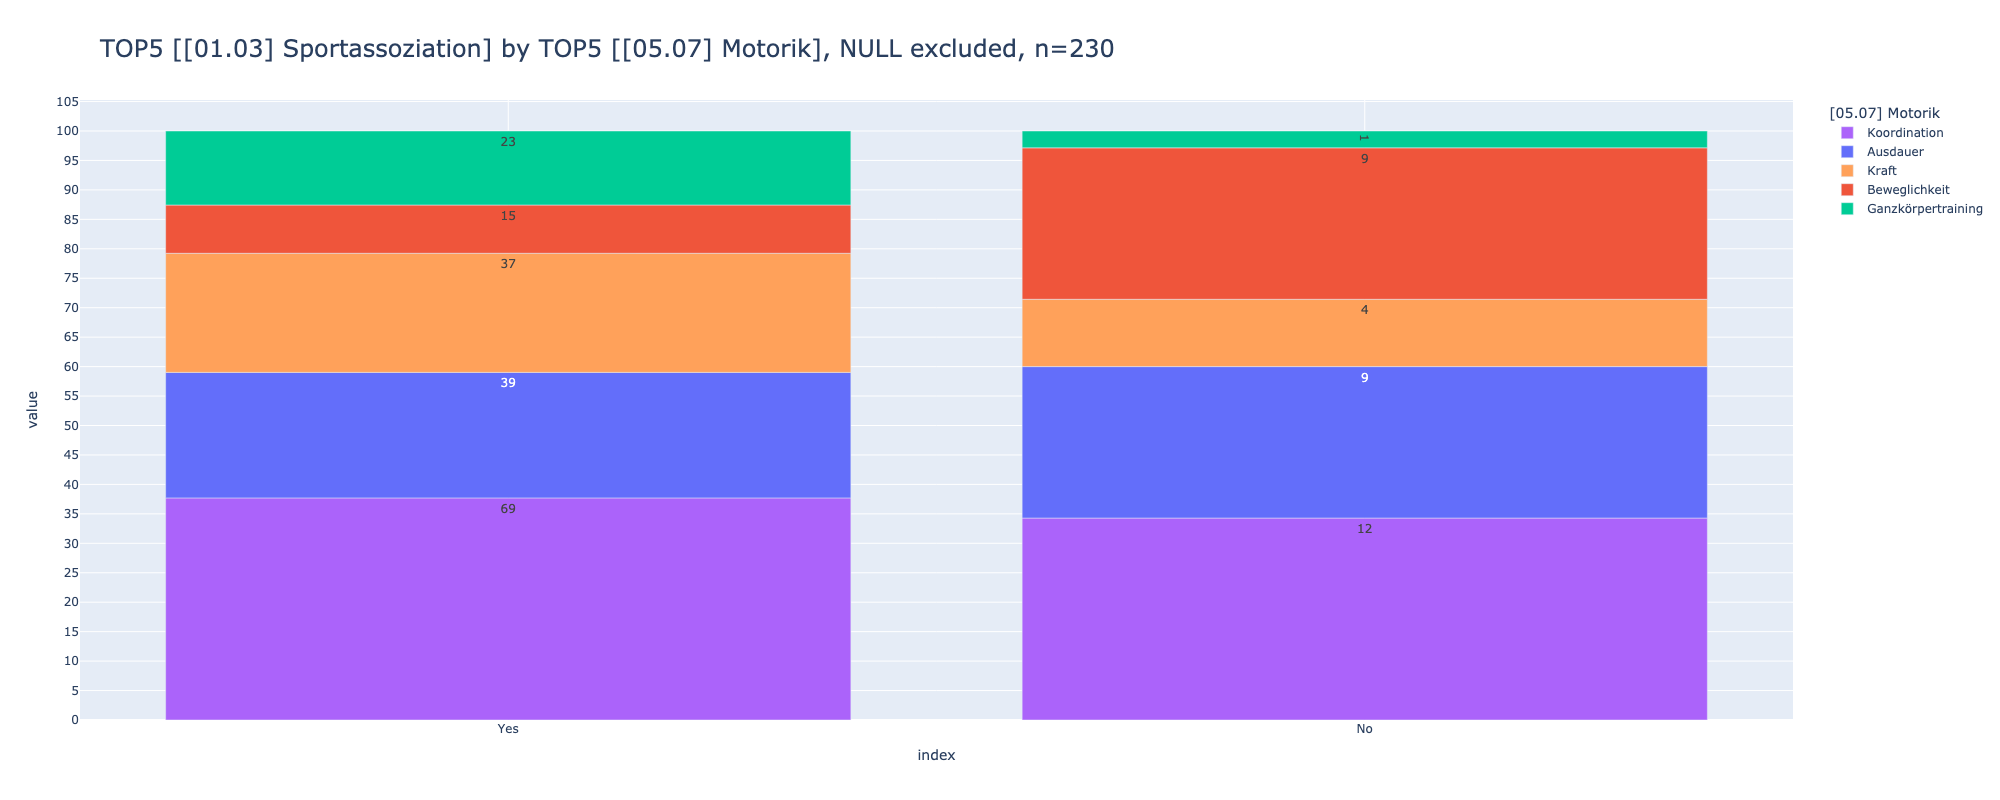 TOP5 [[01.03] Sportassoziation] by TOP5 [[05.07] Motorik], NULL excluded, n=230
105
100
95
90
85
80
75
70
65
60
55
50
45
40
35
30
25
20
15
10
5
0
value
23
15
37
39
69
1
9
4
9
12
Yes
No
index
[05.07] Motorik
Koordination
Ausdauer
Kraft
Beweglichkeit
Ganzkörpertraining